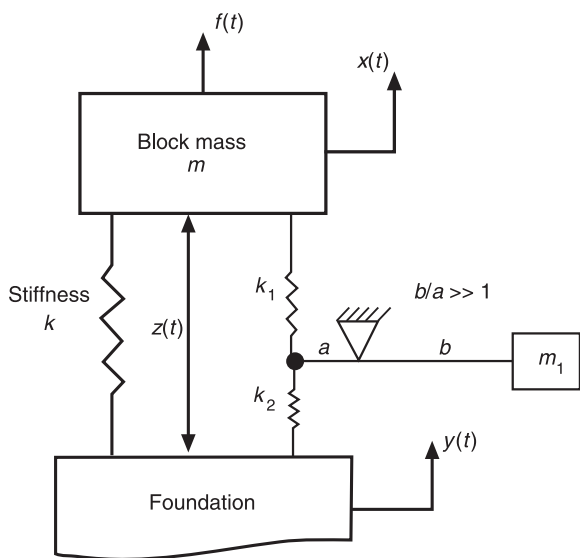 f(t)
x(t)
Block mass
m
Stiffness
k
z(t)
k₁
b/a >> 1
a
b
m₁
k₂
y(t)
Foundation